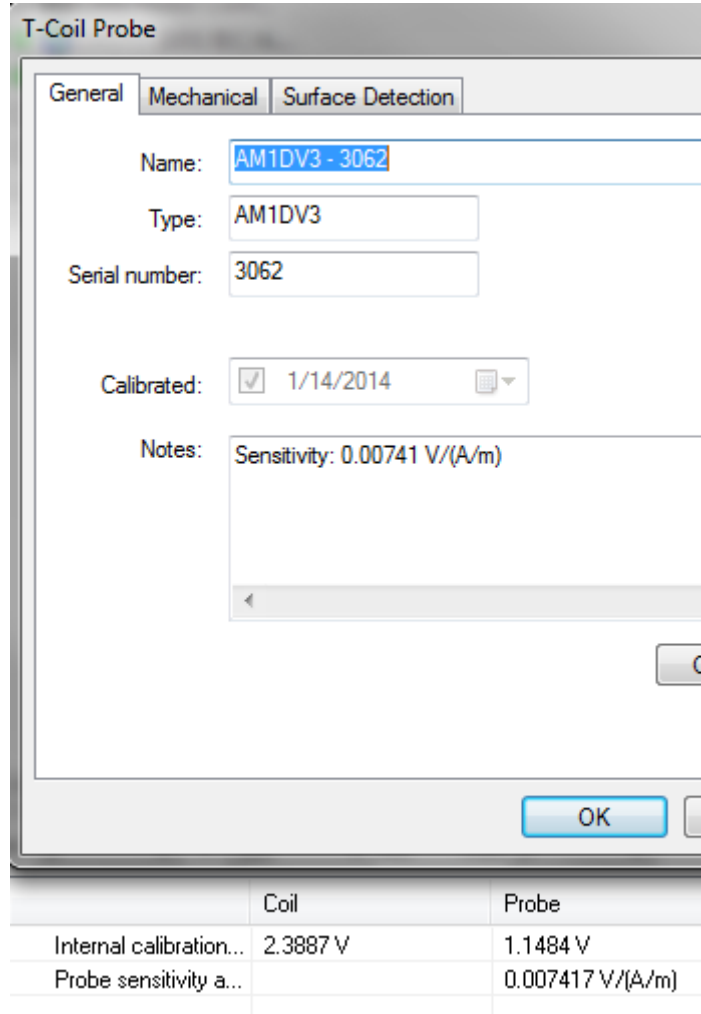 T-Coil Probe
General Mechanical Surface Detection
Name: AM1DV3 - 3062
Type: AM1DV3
Serial number: 3062
Calibrated: 1/14/2014
Notes: Sensitivity: 0.00741 V/(A/m)
OK
Coil Probe
Internal calibration... 2.3887 V 1.1484 V
Probe sensitivity a... 0.007417 V/(A/m)